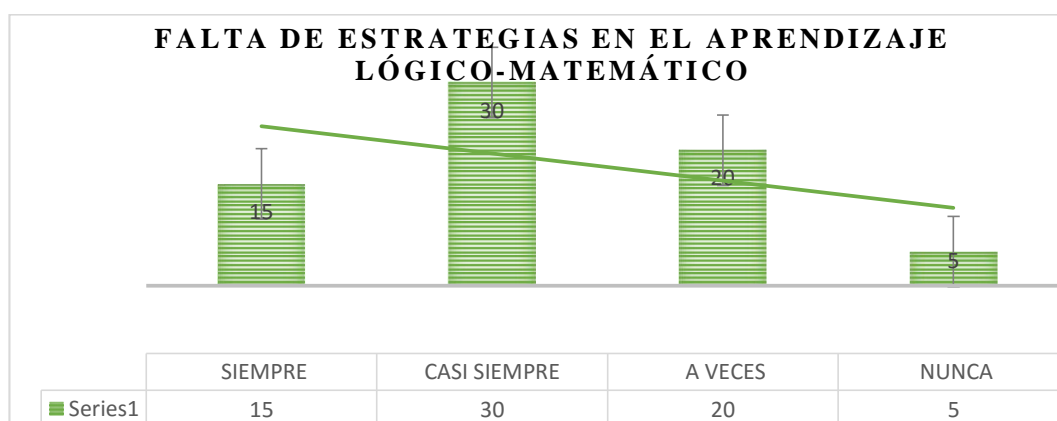 FALTA DE ESTRATEGIAS EN EL APRENDIZAJE
LÓGICO-MATEMÁTICO
15
30
20
5
SIEMPRE CASI SIEMPRE A VECES NUNCA
Series1 15 30 20 5